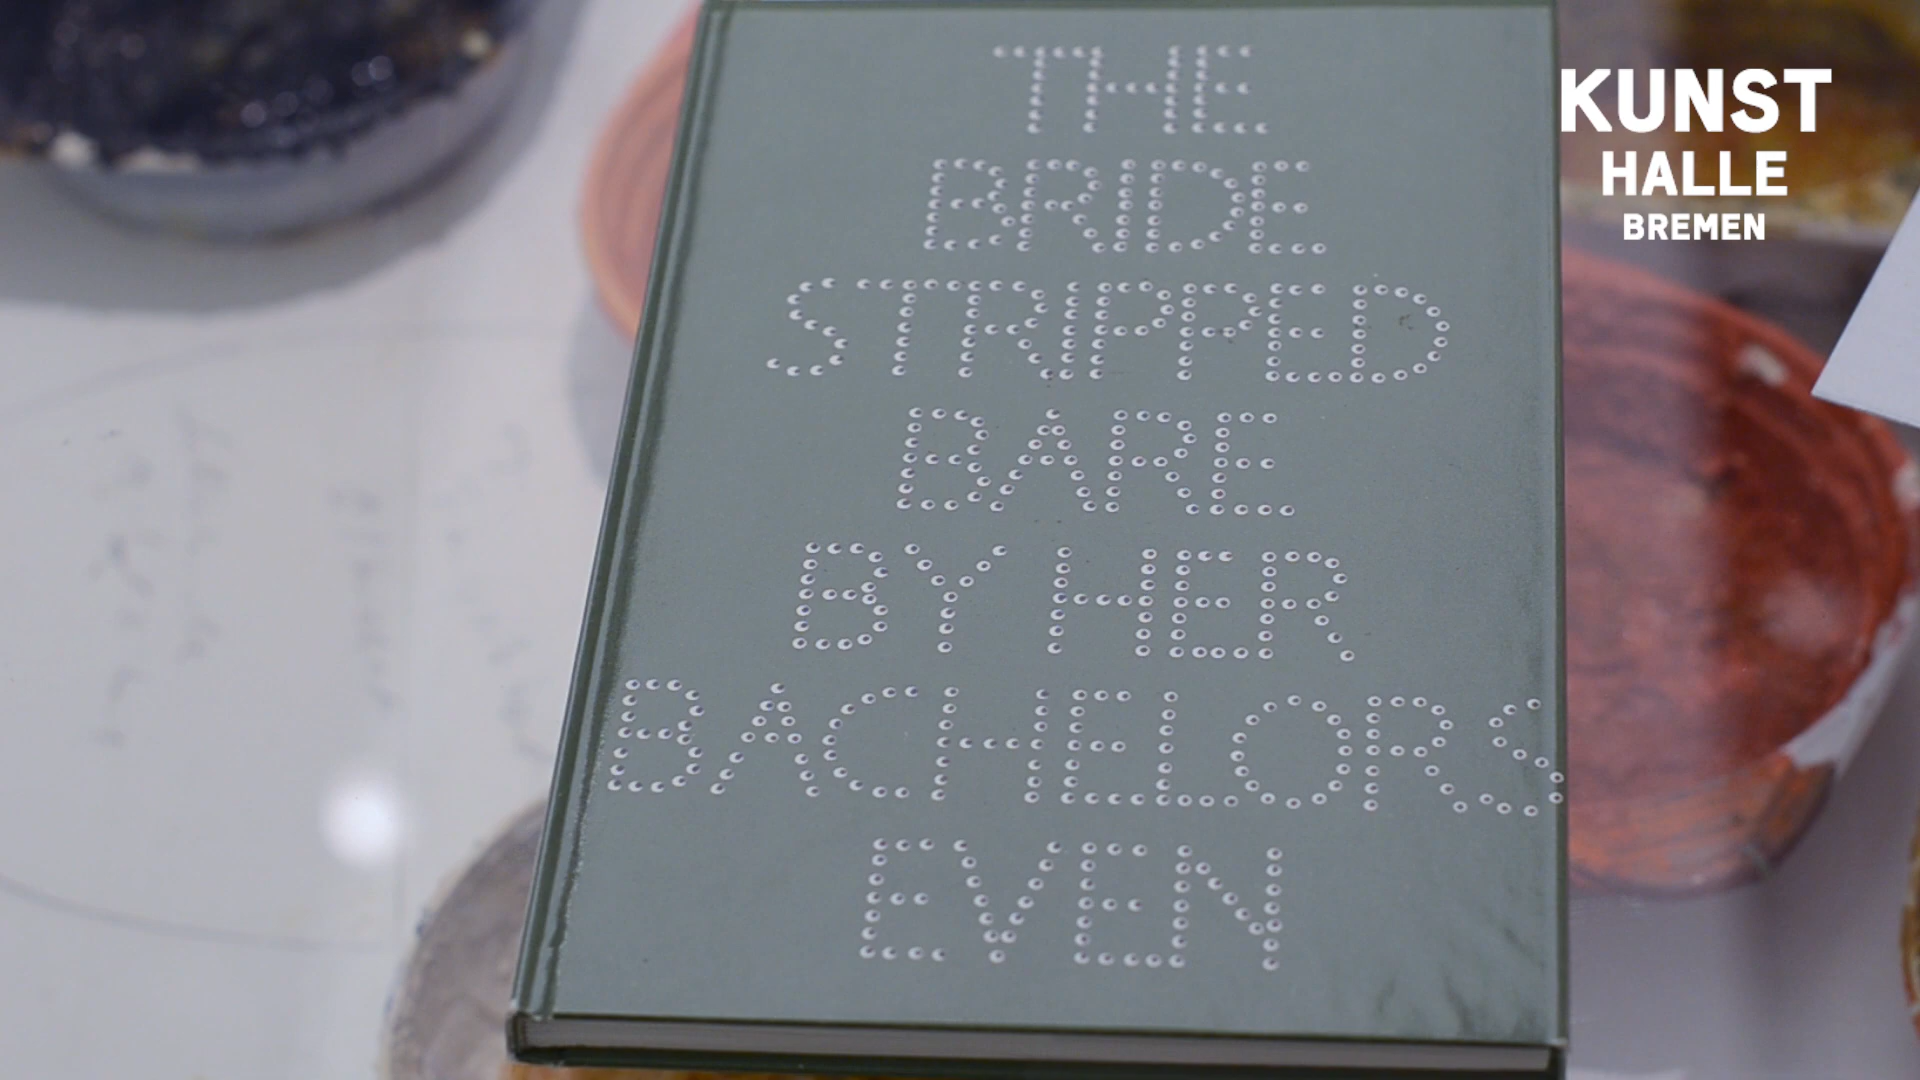 THE
BRIDE
STRIPPED
BARE
BY HER
BACHELORS
EVEN
KUNST
HALLE
BREMEN